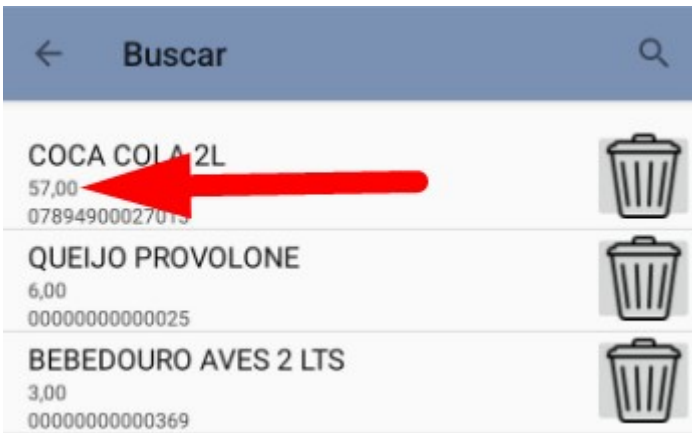 Buscar
COCA COLA 2L
57,00
07894900027013
QUEIJO PROVOLONE
6,00
00000000000025
BEBEDOURO AVES 2 LTS
3,00
00000000000369